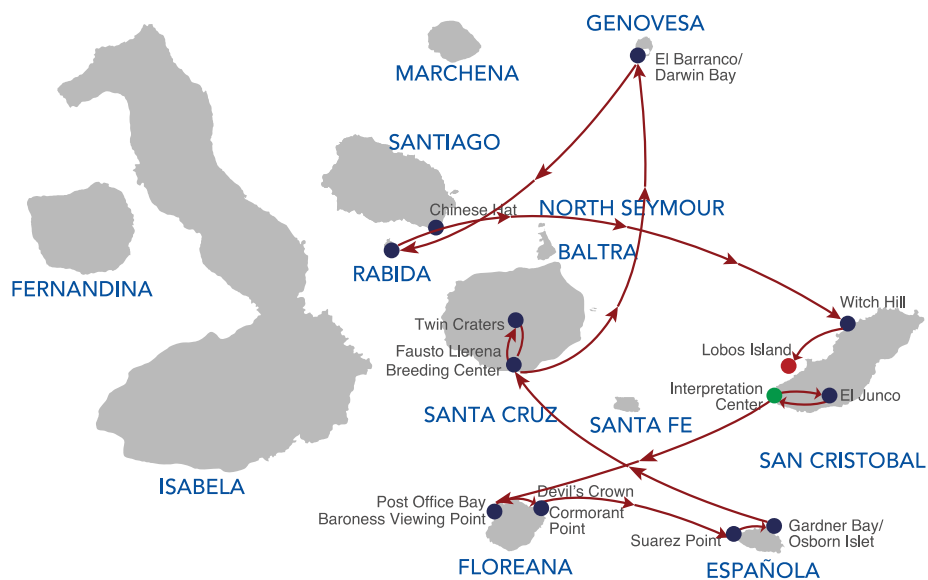 GENOVESA
El Barranco/
Darwin Bay
MARCHENA
SANTIAGO
Chinese Hat
NORTH SEYMOUR
BALTRA
RABIDA
FERNANDINA
Witch Hill
Twin Craters
Lobos Island
Fausto Llerena
Breeding Center
Interpretation
Center
El Junco
SANTA CRUZ
SANTA FE
SAN CRISTOBAL
ISABELA
Devil's Crown
Post Office Bay
Baroness Viewing Point
Cormorant
Point
Gardner Bay/
Osborn Islet
Suarez Point
FLOREANA
ESPAÑOLA